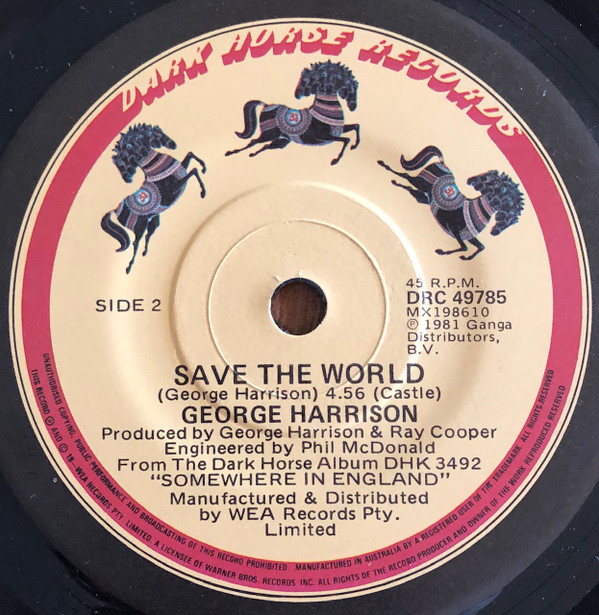 DARK HORSE RECORDS
SIDE 2
45 R.P.M.
DRC 49785
MX198610
℗ 1981 Ganga
Distributors,
B.V.
SAVE THE WORLD
(George Harrison) 4.56 (Castle)
GEORGE HARRISON
Produced by George Harrison & Ray Cooper
Engineered by Phil McDonald
From The Dark Horse Album DHK 3492
"SOMEWHERE IN ENGLAND"
Manufactured & Distributed
by WEA Records Pty.
Limited
UNAUTHORISED COPYING, PUBLIC PERFORMANCE AND BROADCASTING OF THIS RECORD PROHIBITED. MANUFACTURED IN AUSTRALIA BY A REGISTERED USER OF THE TRADEMARK. ALL RIGHTS RESERVED
THIS RECORD ℗ AND © 19 -WEA RECORDS PTY. LIMITED. A LICENSEE OF WARNER BROS. RECORDS INC. ALL RIGHTS OF THE RECORD PRODUCER AND OWNER OF THE WORK REPRODUCED RESERVED